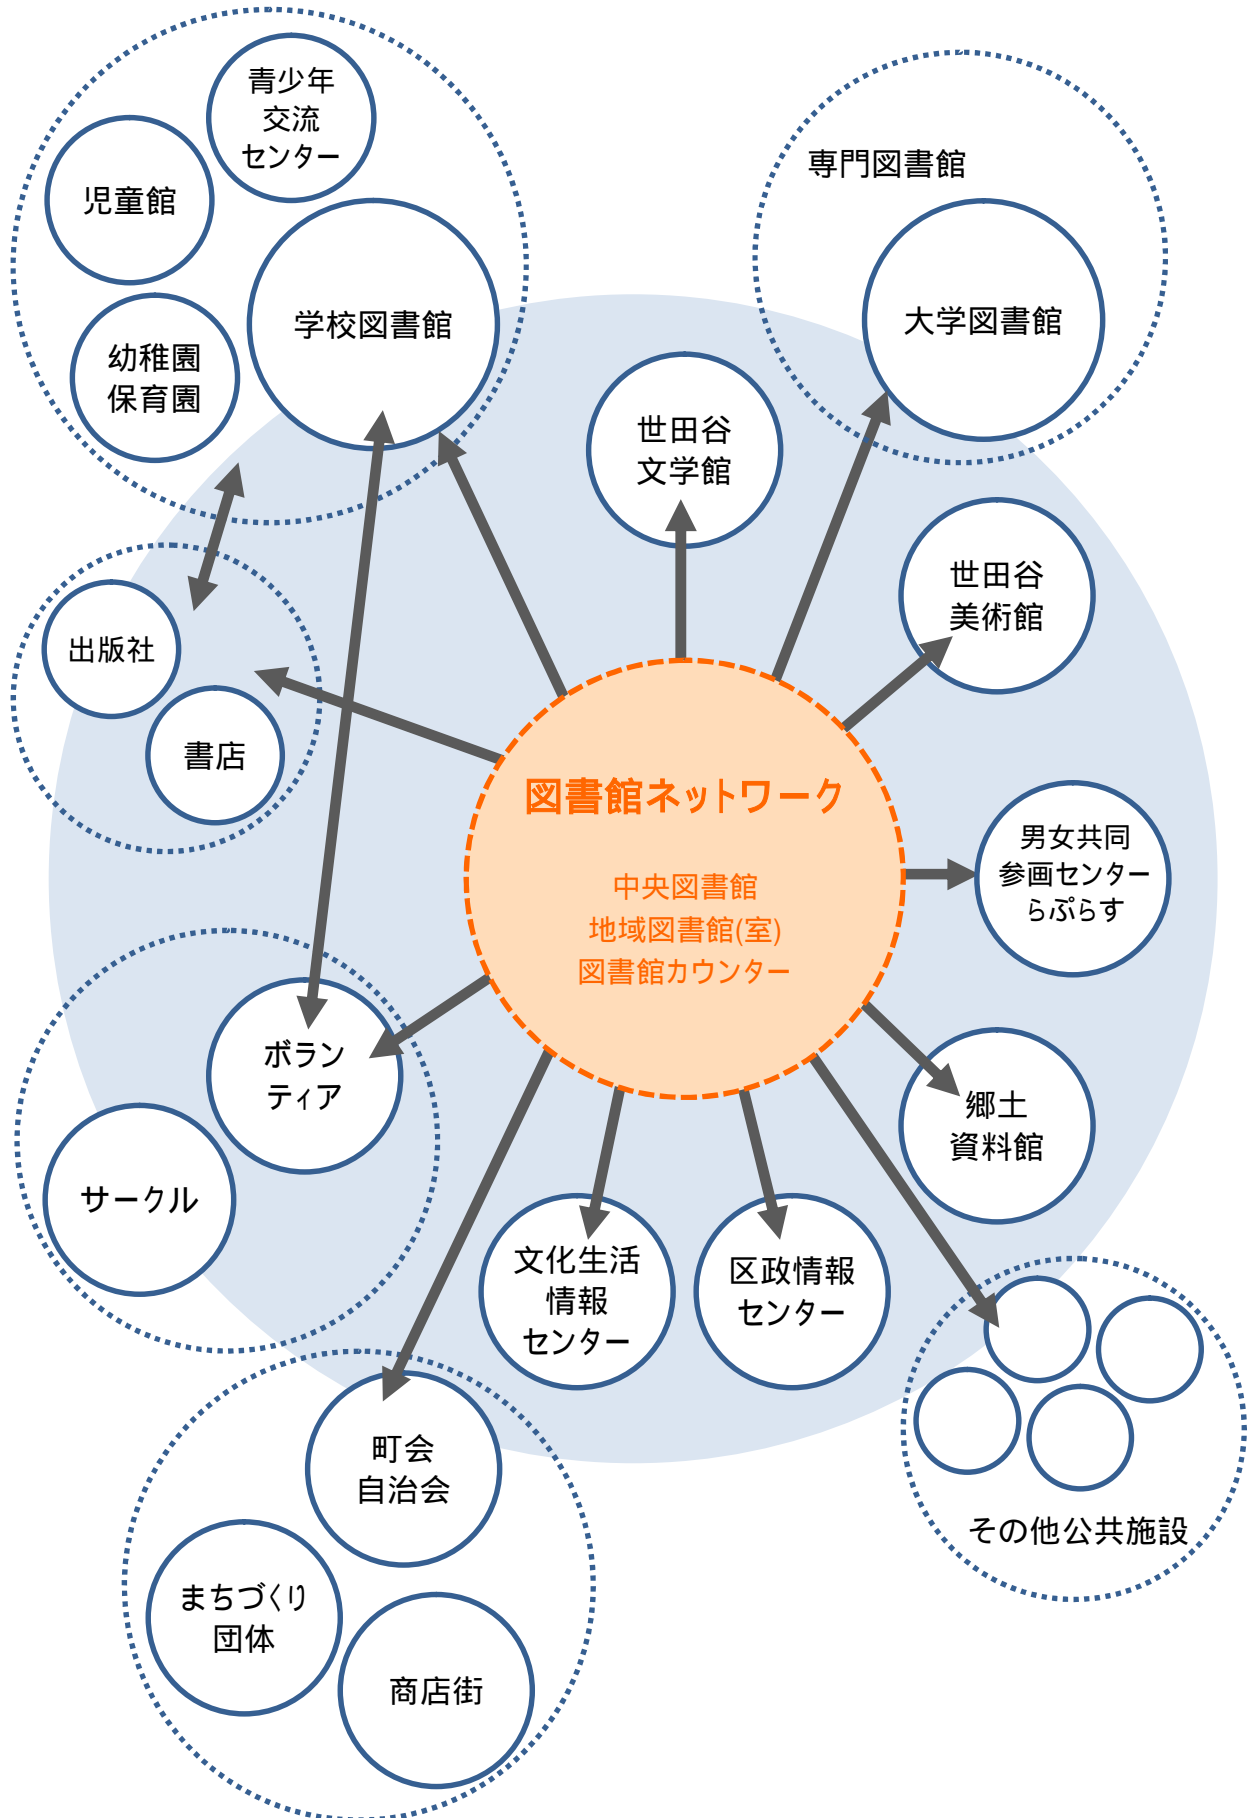 青少年
交流
センター
児童館
学校図書館
幼稚園
保育園
専門図書館
大学図書館
世田谷
文学館
世田谷
美術館
出版社
書店
図書館ネットワーク
中央図書館
地域図書館(室)
図書館カウンター
男女共同
参画センター
らぷらす
ボラン
ティア
サークル
郷土
資料館
文化生活
情報
センター
区政情報
センター
町会
自治会
まちづくり
団体
商店街
その他公共施設